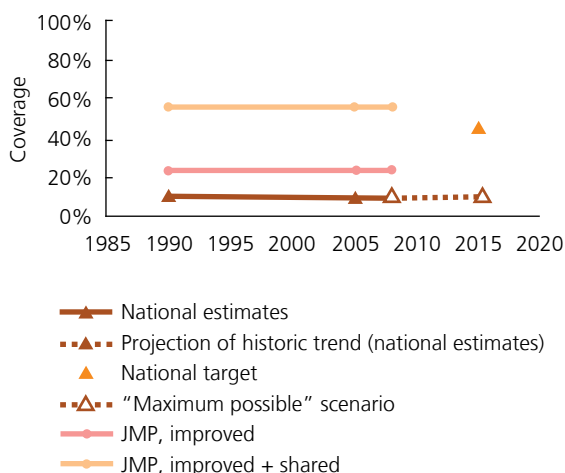 100%
80%
60%
40%
20%
0%
Coverage
1985 1990 1995 2000 2005 2010 2015 2020
National estimates
Projection of historic trend (national estimates)
National target
“Maximum possible” scenario
JMP, improved
JMP, improved + shared